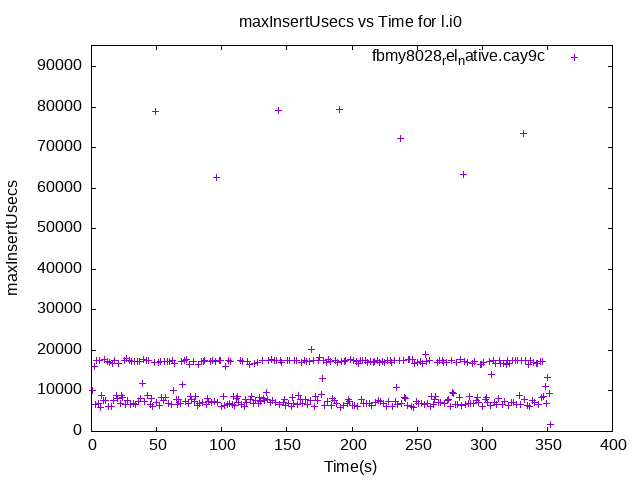 maxInsertUsecs vs Time for l.i0
fbmy8028relnative.cay9c
90000
80000
70000
60000
50000
40000
30000
20000
10000
0
maxInsertUsecs
0 50 100 150 200 250 300 350 400
Time(s)